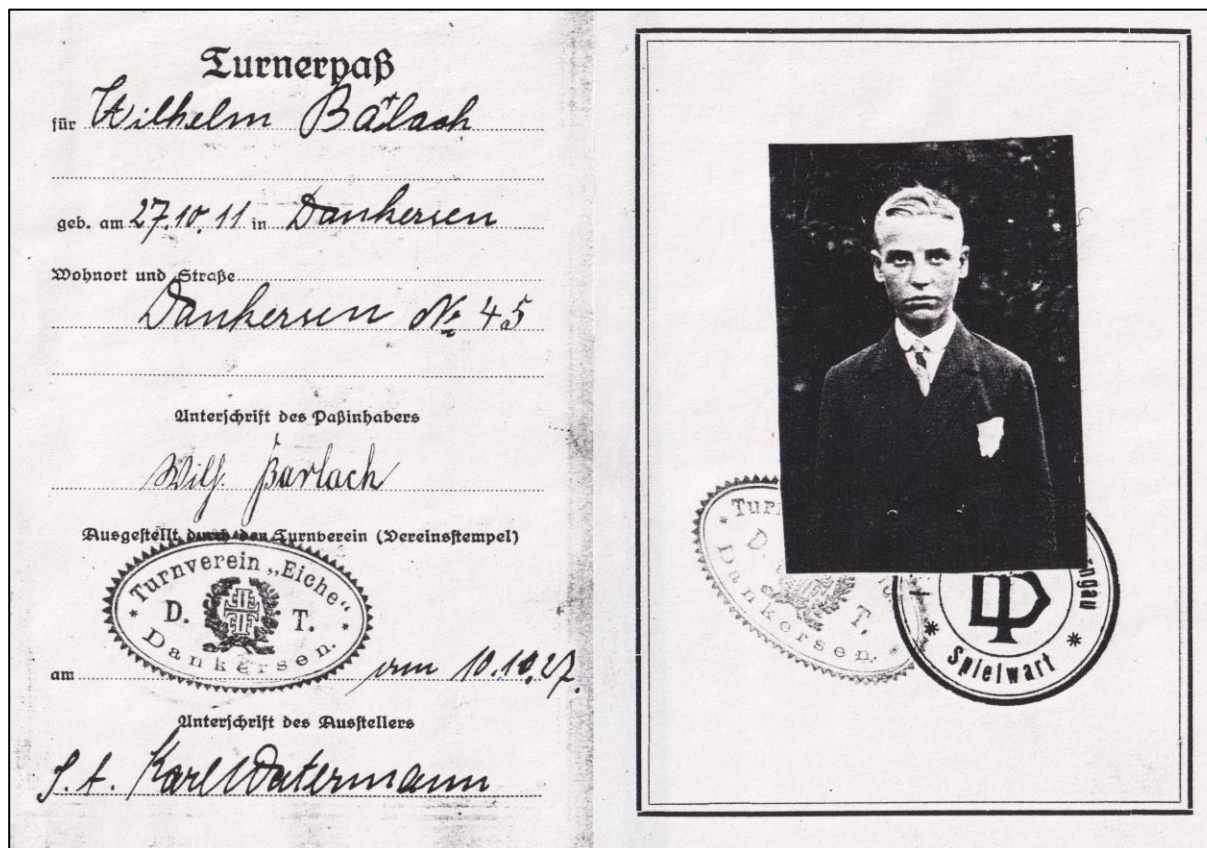 Turnerpaß
für Wilhelm Barlach
geb. am 27.10.11 in Dankersen
Wohnort und Straße
Dankersen No 45
Unterschrift des Paßinhabers
Wilh. Barlach
Ausgestellt durch den Turnverein (Vereinsstempel)
Turnverein „Eiche“
D. T.
Dankersen.
am vom 10.10.27.
Unterschrift des Ausstellers
Karl Watermann
D. T.
Dankersen.
Spielwart